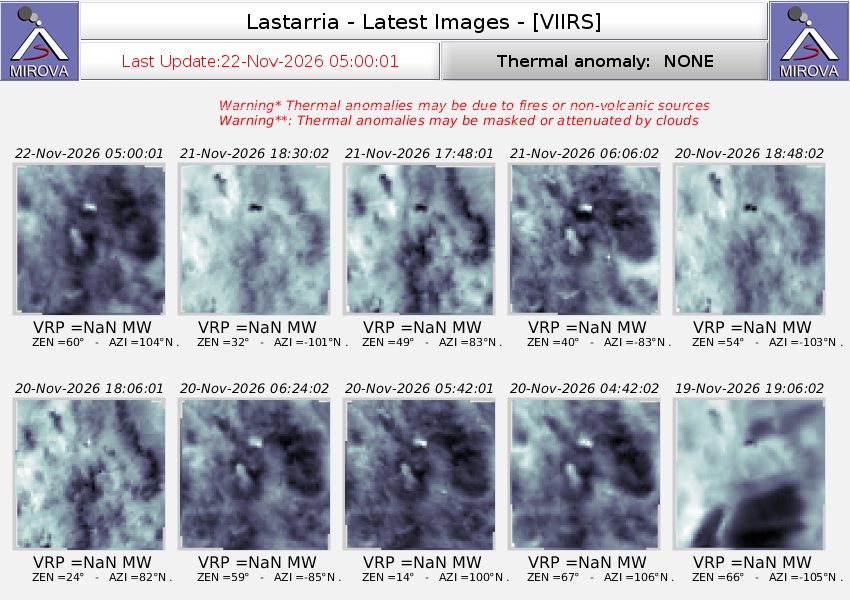 Lastarria - Latest Images - [VIIRS]
MIROVA
Last Update:22-Nov-2026 05:00:01
Thermal anomaly: NONE
MIROVA
Warning* Thermal anomalies may be due to fires or non-volcanic sources
Warning**: Thermal anomalies may be masked or attenuated by clouds
22-Nov-2026 05:00:01
21-Nov-2026 18:30:02
21-Nov-2026 17:48:01
21-Nov-2026 06:06:02
20-Nov-2026 18:48:02
VRP =NaN MW
VRP =NaN MW
VRP =NaN MW
VRP =NaN MW
VRP =NaN MW
ZEN =60° - AZI =104°N .
ZEN =32° - AZI =-101°N .
ZEN =49° - AZI =83°N .
ZEN =40° - AZI =-83°N .
ZEN =54° - AZI =-103°N .
20-Nov-2026 18:06:01
20-Nov-2026 06:24:02
20-Nov-2026 05:42:01
20-Nov-2026 04:42:02
19-Nov-2026 19:06:02
VRP =NaN MW
VRP =NaN MW
VRP =NaN MW
VRP =NaN MW
VRP =NaN MW
ZEN =24° - AZI =82°N .
ZEN =59° - AZI =-85°N .
ZEN =14° - AZI =100°N .
ZEN =67° - AZI =106°N .
ZEN =66° - AZI =-105°N .